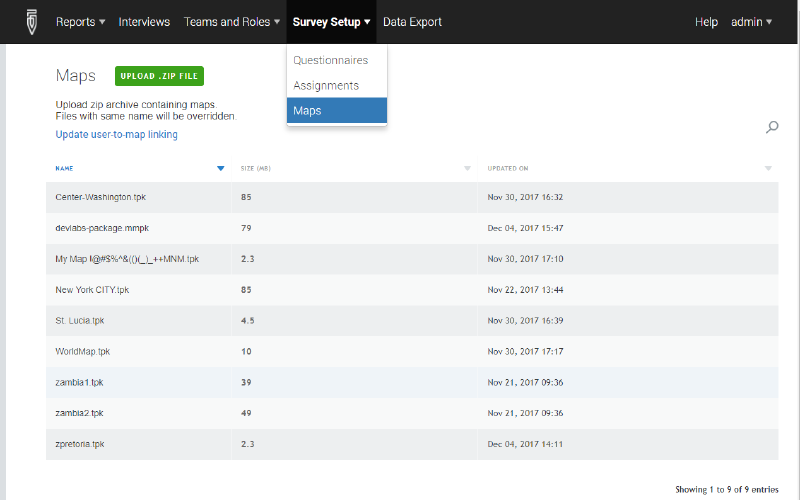 Reports Interviews Teams and Roles Survey Setup Data Export Help admin
Questionnaires
Assignments
Maps
Maps UPLOAD .ZIP FILE
Upload zip archive containing maps.
Files with same name will be overridden.
Update user-to-map linking
NAME SIZE (MB) UPDATED ON
Center-Washington.tpk 85 Nov 30, 2017 16:32
devlabs-package.mmpk 79 Dec 04, 2017 15:47
My Map !@#$%^&(()(_)_++MNM.tpk 2.3 Nov 30, 2017 17:10
New York CITY.tpk 85 Nov 22, 2017 13:44
St. Lucia.tpk 4.5 Nov 30, 2017 16:39
WorldMap.tpk 10 Nov 30, 2017 17:17
zambia1.tpk 39 Nov 21, 2017 09:36
zambia2.tpk 49 Nov 21, 2017 09:36
zpretoria.tpk 2.3 Dec 04, 2017 14:11
Showing 1 to 9 of 9 entries